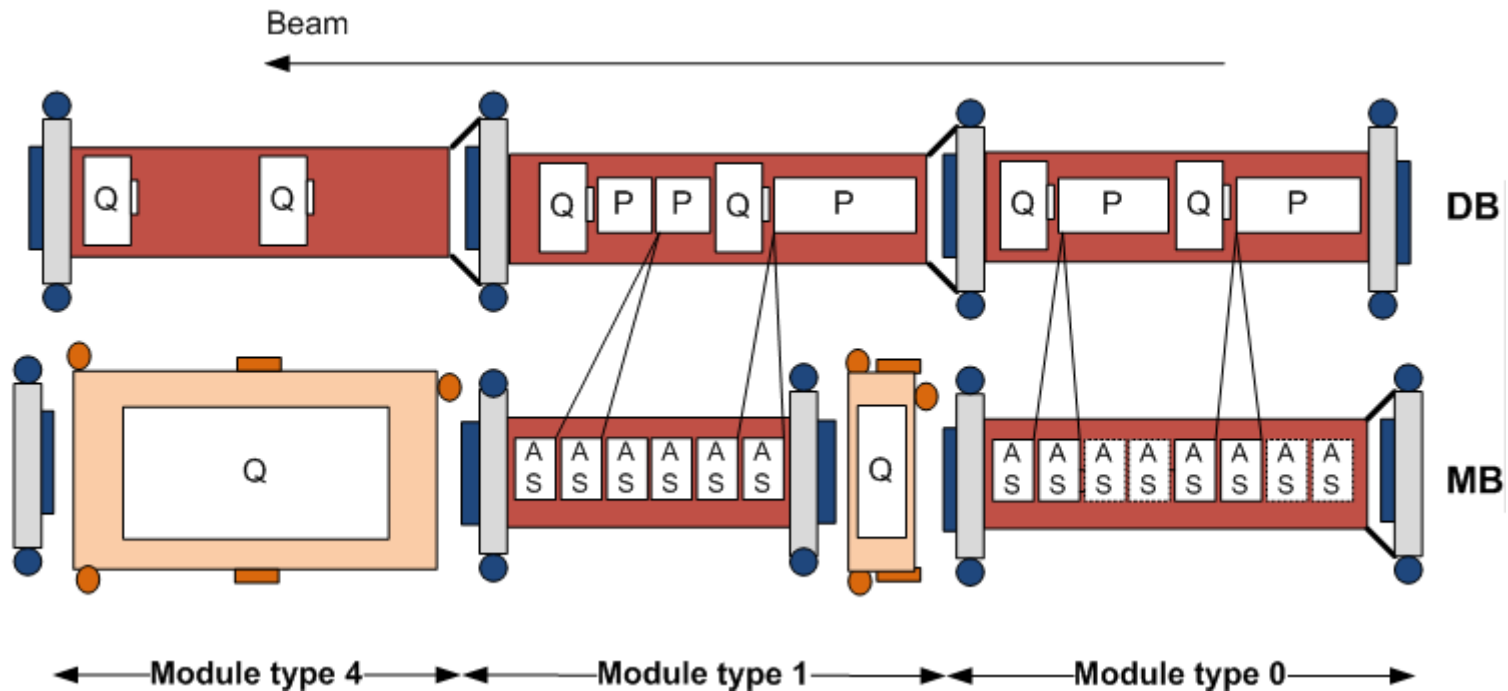 Beam
Q Q Q P P Q P Q P Q P DB
Q A S A S A S A S A S A S Q A S A S A S A S A S A S A S A S MB
Module type 4 Module type 1 Module type 0